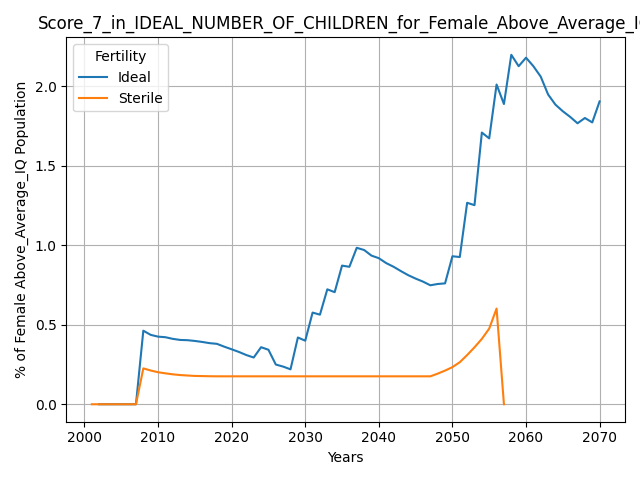 Score_7_in_IDEAL_NUMBER_OF_CHILDREN_for_Female_Above_Average_I
Fertility
Ideal
Sterile
% of Female Above_Average_IQ Population
2.0
1.5
1.0
0.5
0.0
2000 2010 2020 2030 2040 2050 2060 2070
Years